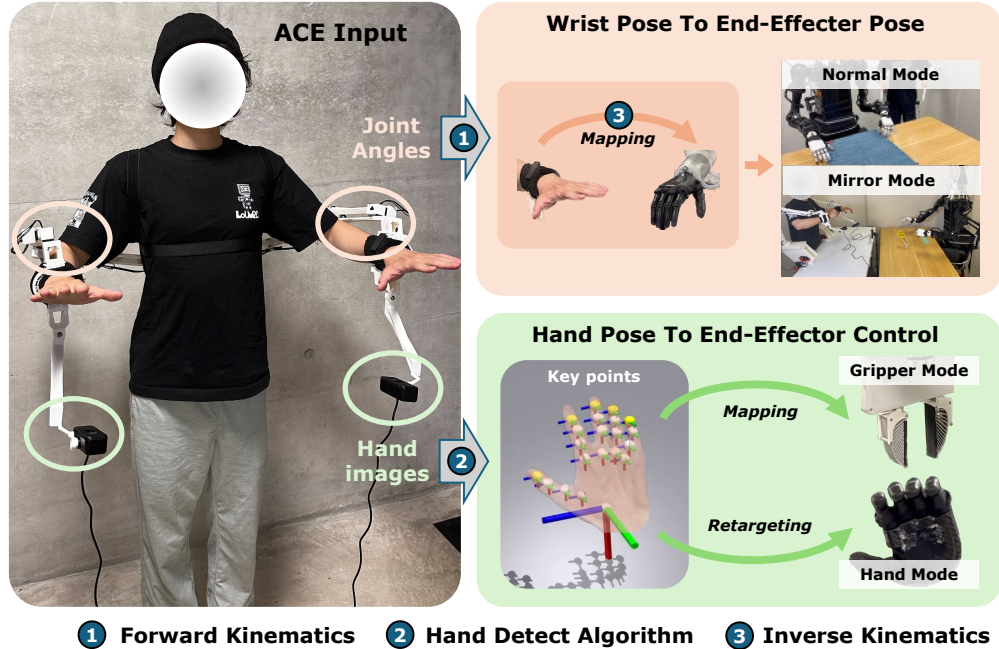 ACE Input
Joint
Angles
1
Hand
images
2
Wrist Pose To End-Effecter Pose
3
Mapping
Normal Mode
Mirror Mode
Hand Pose To End-Effector Control
Key points
Mapping
Gripper Mode
Retargeting
Hand Mode
1 Forward Kinematics 2 Hand Detect Algorithm 3 Inverse Kinematics